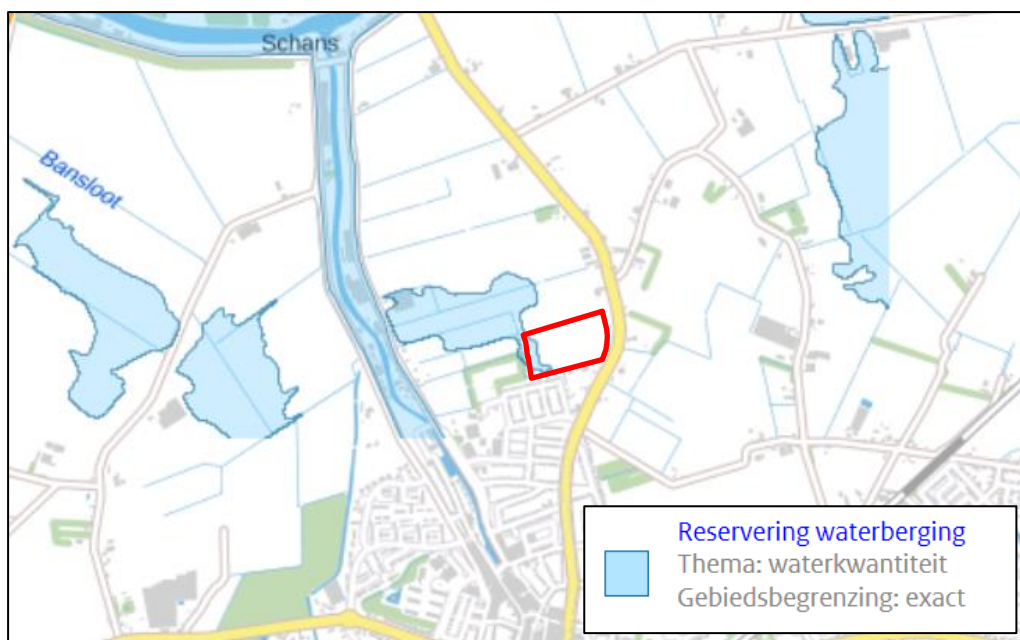 Schans
Bansloot
Reservering waterberging
Thema: waterkwantiteit
Gebiedsbegrenzing: exact